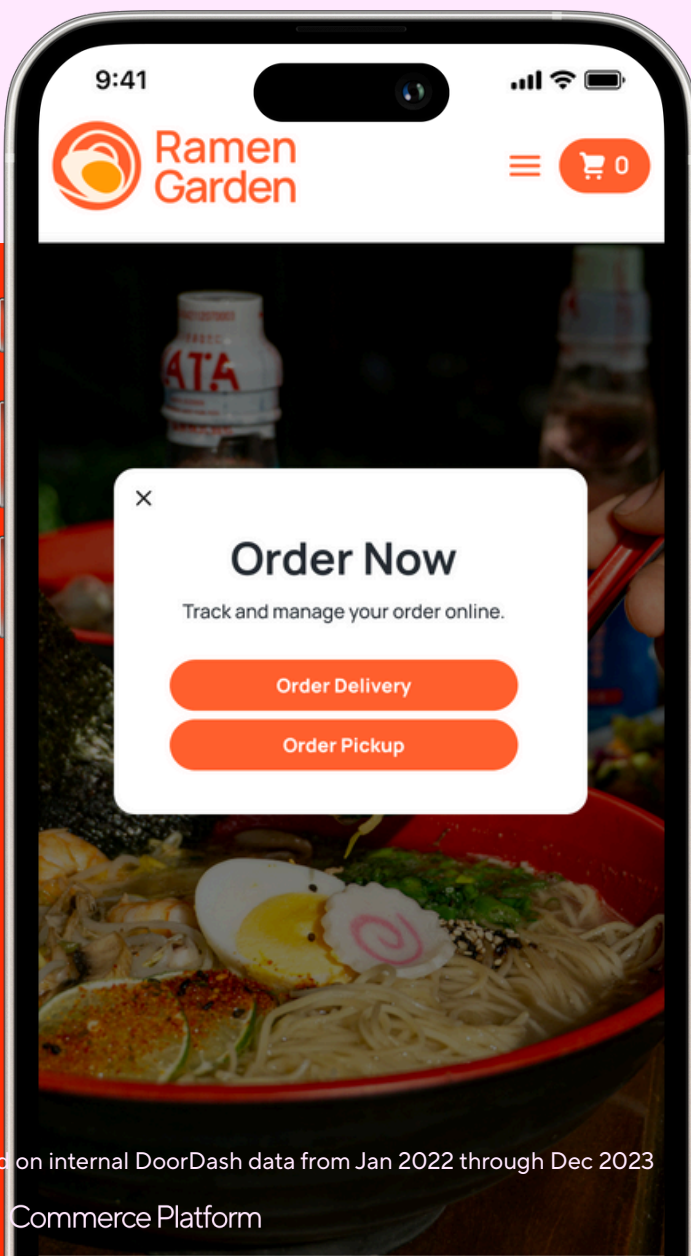 9:41
Ramen
Garden
0
ATA
Order Now
Track and manage your order online.
Order Delivery
Order Pickup
on internal DoorDash data from Jan 2022 through Dec 2023
Commerce Platform